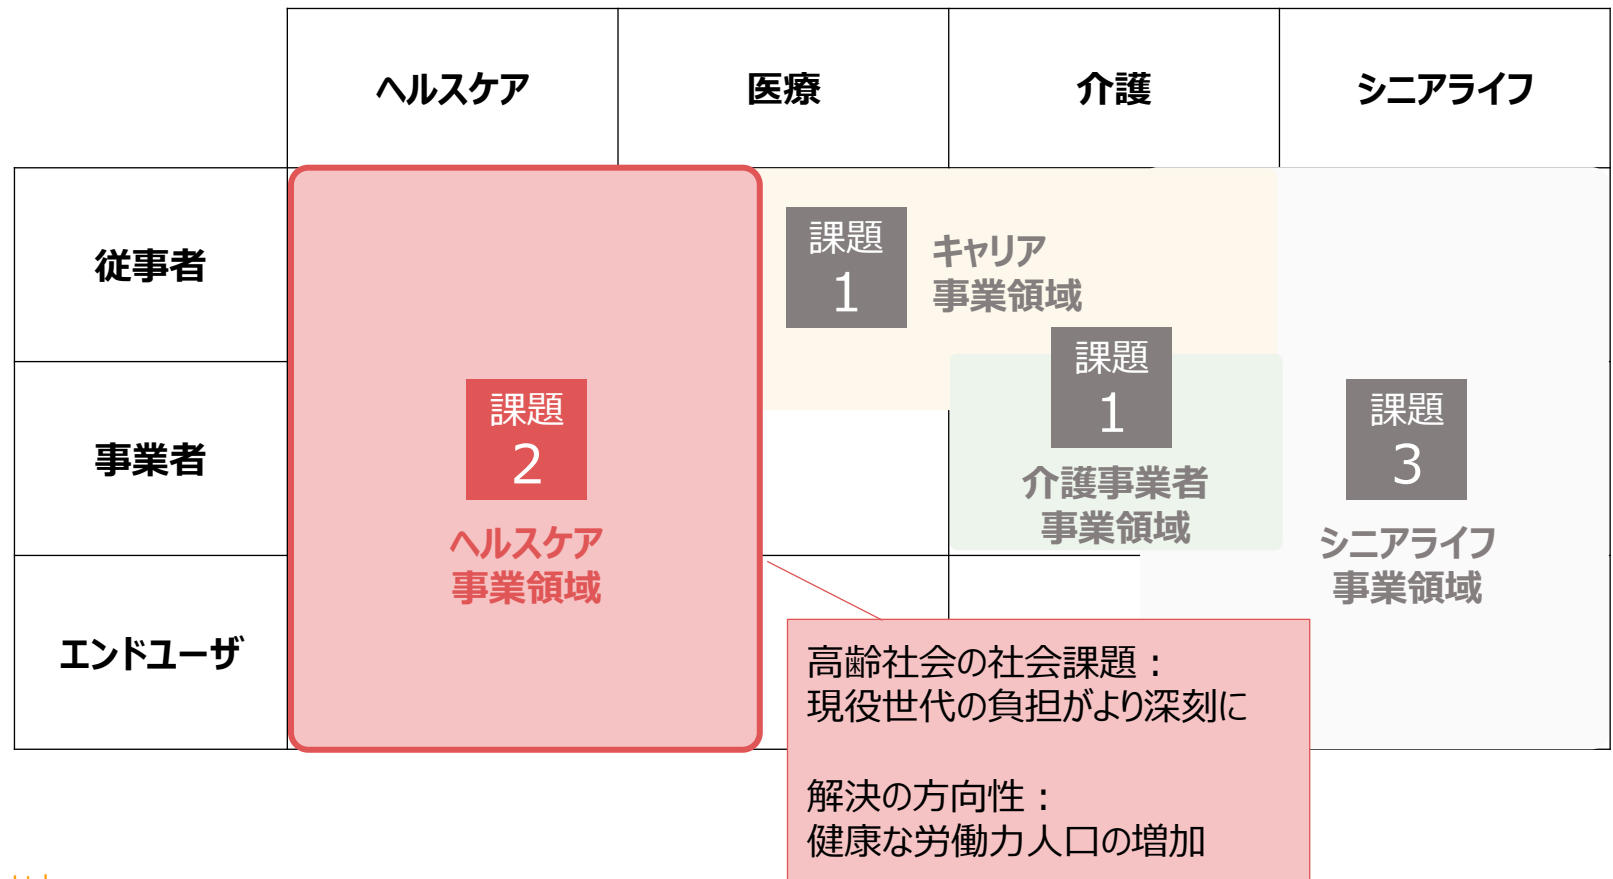 ヘルスケア
医療
介護
シニアライフ
従事者
課題
1
キャリア
事業領域
事業者
課題
2
ヘルスケア
事業領域
課題
1
介護事業者
事業領域
課題
3
シニアライフ
事業領域
エンドユーザ
高齢社会の社会課題：
現役世代の負担がより深刻に
解決の方向性：
健康な労働力人口の増加